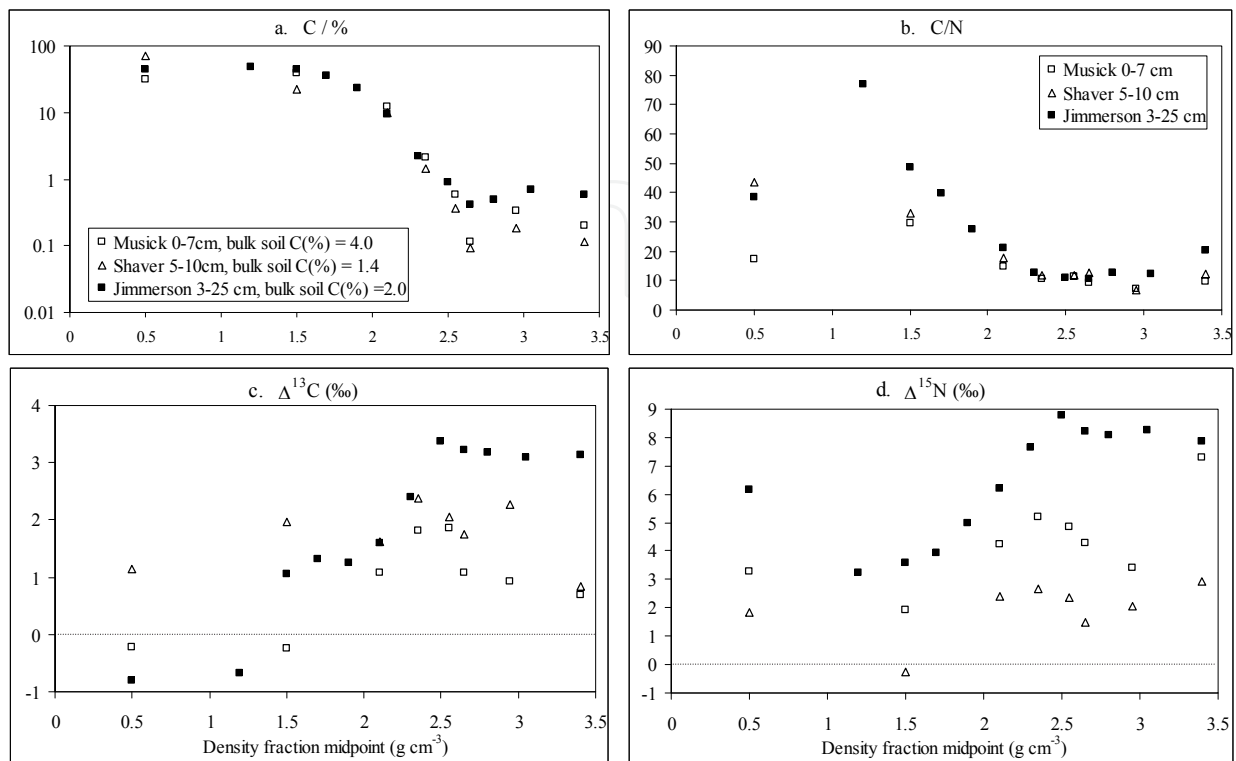 a. C / %
100
10
1
0.1
0.01
0 0.5 1 1.5 2 2.5 3 3.5
Musick 0-7cm, bulk soil C(%) = 4.0
Shaver 5-10cm, bulk soil C(%) = 1.4
Jimmerson 3-25 cm, bulk soil C(%) =2.0
b. C/N
90
80
70
60
50
40
30
20
10
0
0 0.5 1 1.5 2 2.5 3 3.5
Musick 0-7 cm
Shaver 5-10 cm
Jimmerson 3-25 cm
c. Δ¹³C (‰)
4
3
2
1
0
-1
0 0.5 1 1.5 2 2.5 3 3.5
Density fraction midpoint (g cm⁻³)
d. Δ¹⁵N (‰)
9
8
7
6
5
4
3
2
1
0
-1
0 0.5 1 1.5 2 2.5 3 3.5
Density fraction midpoint (g cm⁻³)